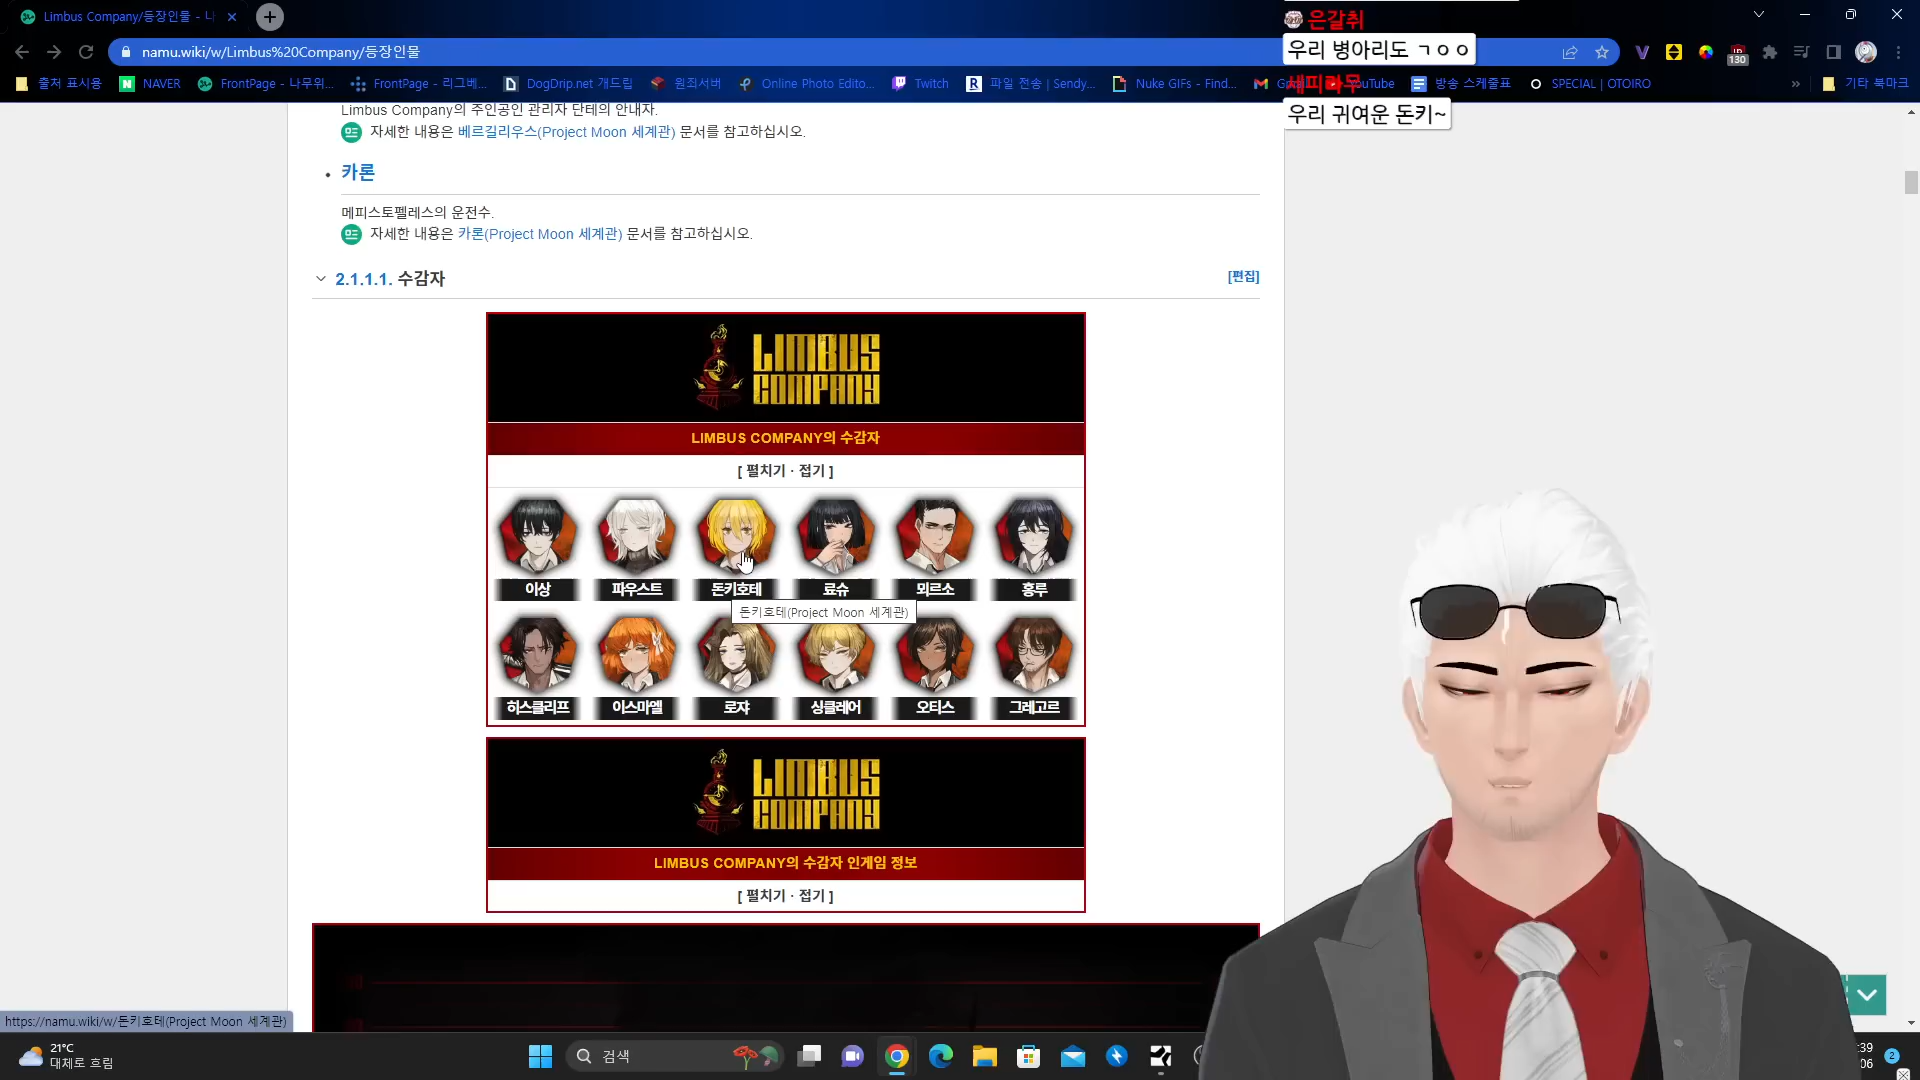 Limbus Company/등장인물 - 나
은갈취
우리 병아리도 ㄱㅇㅇ
namu.wiki/w/Limbus%20Company/등장인물
130
출처 표시용
NAVER
FrontPage - 나무위...
FrontPage - 리그베...
DogDrip.net 개드립
원죄서버
Online Photo Edito...
Twitch
파일 전송 | Sendy...
Nuke GIFs - Find...
YouTube
방송 스케줄표
SPECIAL | OTOIRO
»
기타 북마크
우리 귀여운 돈키~
Limbus Company의 주인공인 관리자 단테의 안내자.
자세한 내용은 베르길리우스(Project Moon 세계관) 문서를 참고하십시오.
카론
메피스토펠레스의 운전수.
자세한 내용은 카론(Project Moon 세계관) 문서를 참고하십시오.
2.1.1.1. 수감자
[편집]
LIMBUS
COMPANY
LIMBUS COMPANY의 수감자
[ 펼치기 · 접기 ]
이상 파우스트 돈키호테 료슈 뫼르소 홍루
돈키호테(Project Moon 세계관)
히스클리프 이스마엘 로쟈 싱클레어 오티스 그레고르
LIMBUS
COMPANY
LIMBUS COMPANY의 수감자 인게임 정보
[ 펼치기 · 접기 ]
https://namu.wiki/w/돈키호테(Project Moon 세계관)
21°C
대체로 흐림
검색
:39
06
2